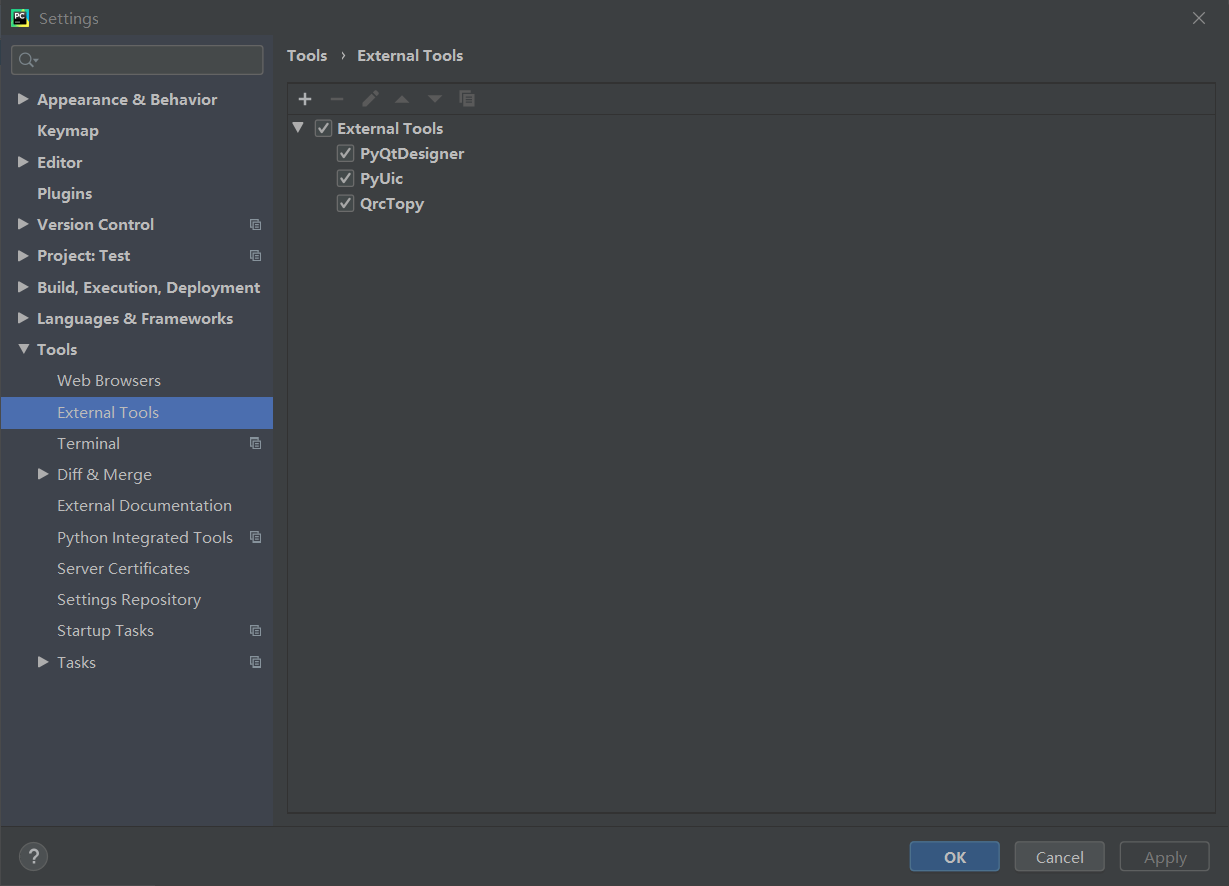 PC Settings
Tools › External Tools
Appearance & Behavior
Keymap
Editor
Plugins
Version Control
Project: Test
Build, Execution, Deployment
Languages & Frameworks
Tools
Web Browsers
External Tools
Terminal
Diff & Merge
External Documentation
Python Integrated Tools
Server Certificates
Settings Repository
Startup Tasks
Tasks
External Tools
PyQtDesigner
PyUic
QrcTopy
?
OK
Cancel
Apply